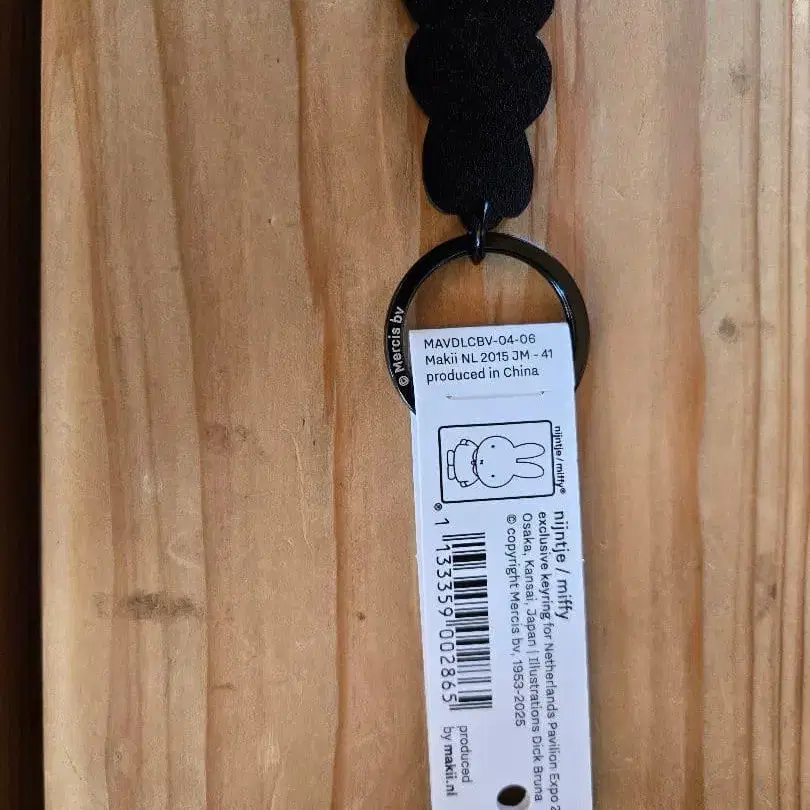 © Mercis bv
MAVDLCBV-04-06
Makii NL 2015 JM - 41
produced in China
nijntje / miffy®
nijntje / miffy
exclusive keyring for Netherlands Pavilion Expo 2
Osaka, Kansai, Japan | Illustrations Dick Bruna
© copyright Mercis bv, 1953-2025
1 133359 002865
produced
by makii.nl